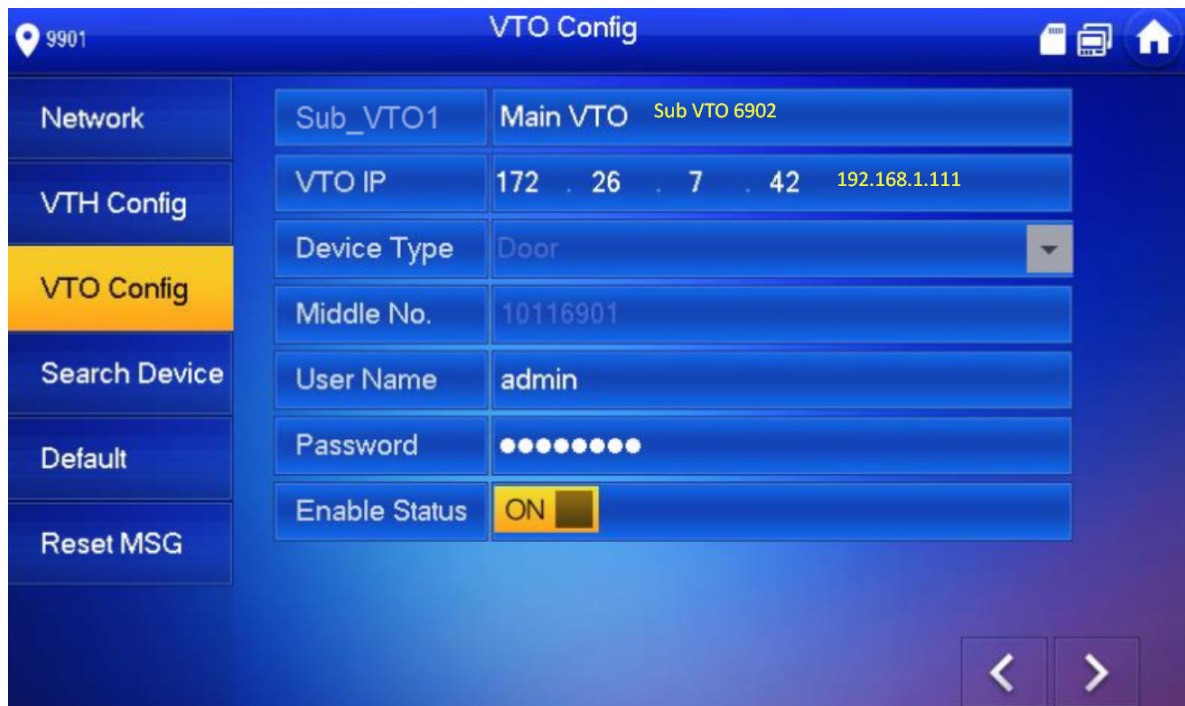 9901
VTO Config
Network
VTH Config
VTO Config
Search Device
Default
Reset MSG
Sub_VTO1 Main VTO Sub VTO 6902
VTO IP 172 . 26 . 7 . 42 192.168.1.111
Device Type Door
Middle No. 10116901
User Name admin
Password ●●●●●●●●
Enable Status ON